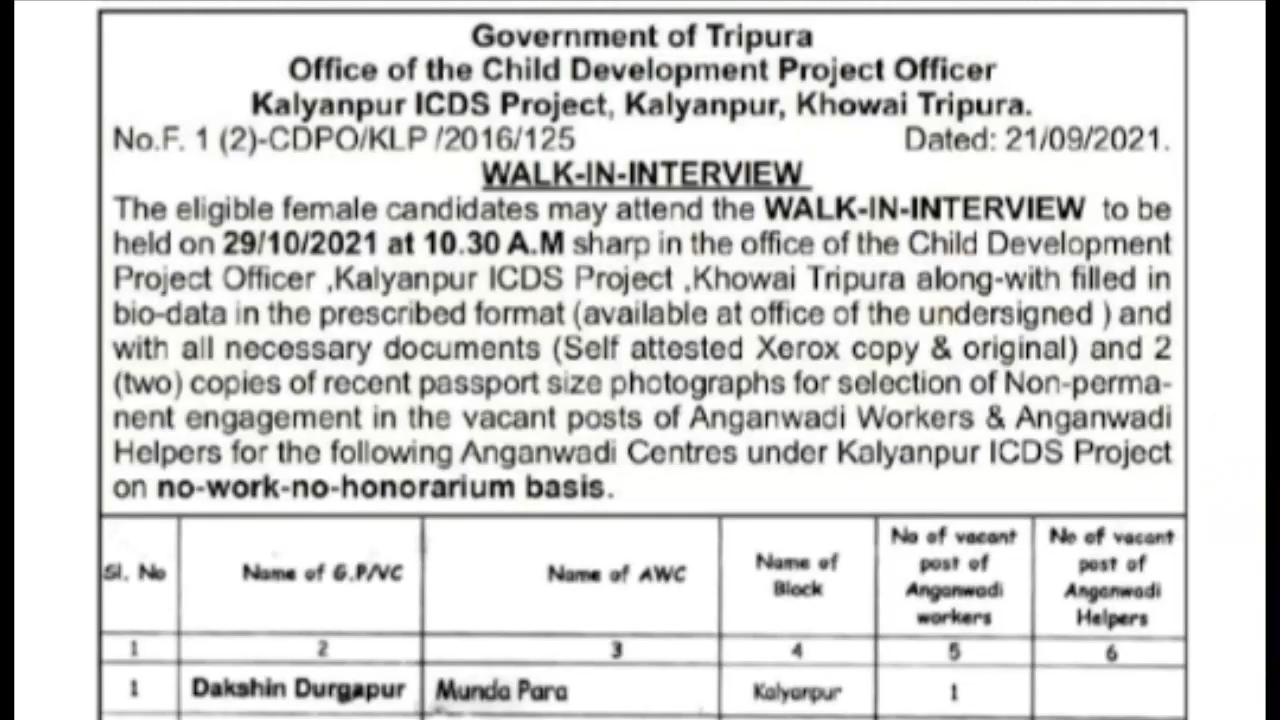 Government of Tripura
Office of the Child Development Project Officer
Kalyanpur ICDS Project, Kalyanpur, Khowai Tripura.
No.F. 1 (2)-CDPO/KLP /2016/125 Dated: 21/09/2021.
WALK-IN-INTERVIEW
The eligible female candidates may attend the WALK-IN-INTERVIEW to be
held on 29/10/2021 at 10.30 A.M sharp in the office of the Child Development
Project Officer ,Kalyanpur ICDS Project ,Khowai Tripura along-with filled in
bio-data in the prescribed format (available at office of the undersigned ) and
with all necessary documents (Self attested Xerox copy & original) and 2
(two) copies of recent passport size photographs for selection of Non-perma-
nent engagement in the vacant posts of Anganwadi Workers & Anganwadi
Helpers for the following Anganwadi Centres under Kalyanpur ICDS Project
on no-work-no-honorarium basis.
Sl. No Name of G.P/VC Name of AWC Name of Block No of vacant post of Anganwadi workers No of vacant post of Anganwadi Helpers
1 2 3 4 5 6
1 Dakshin Durgapur Munda Para Kalyanpur 1